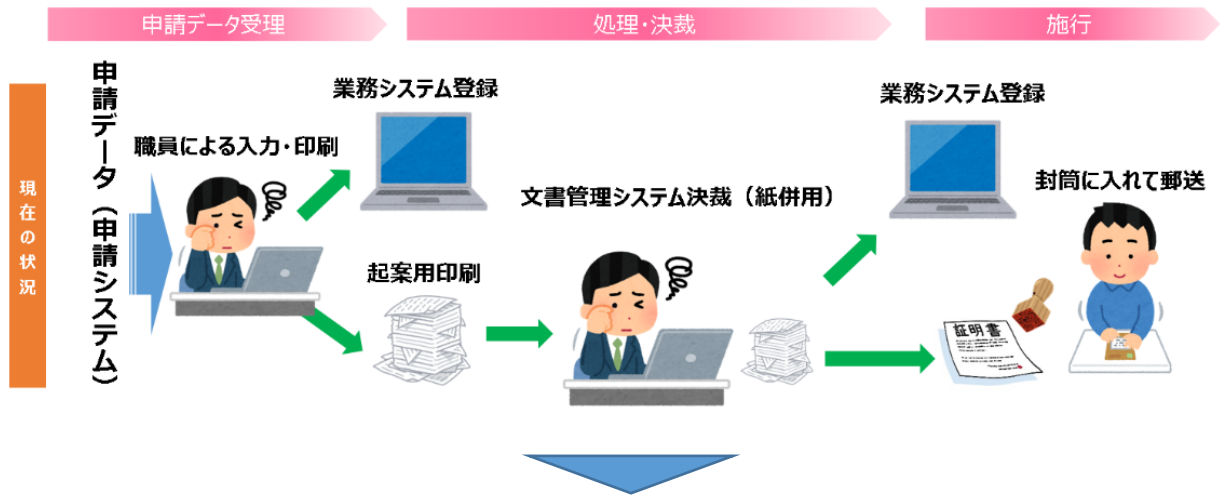 申請データ受理
処理・決裁
施行
現在の状況
申請データ（申請システム）
職員による入力・印刷
業務システム登録
起案用印刷
文書管理システム決裁（紙併用）
業務システム登録
封筒に入れて郵送
証明書